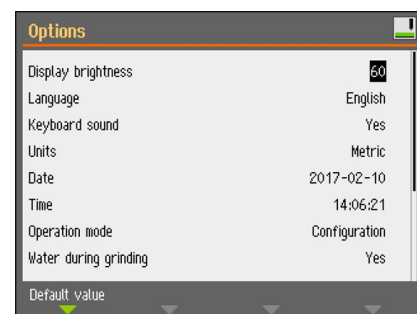 Options
Display brightness 60
Language English
Keyboard sound Yes
Units Metric
Date 2017-02-10
Time 14:06:21
Operation mode Configuration
Water during grinding Yes
Default value